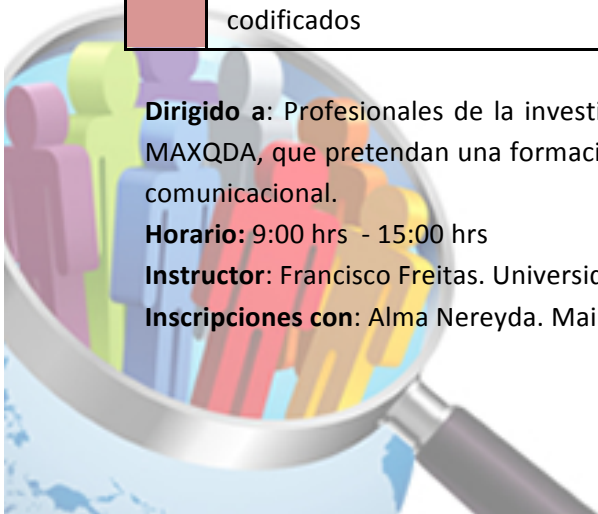 codificados
Dirigido a: Profesionales de la investi
MAXQDA, que pretendan una formaci
comunicacional.
Horario: 9:00 hrs - 15:00 hrs
Instructor: Francisco Freitas. Universid
Inscripciones con: Alma Nereyda. Mai